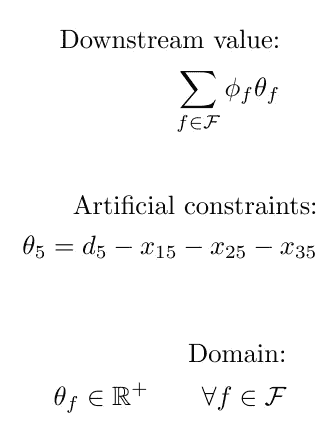 Downstream value:
\sum_{f \in \mathcal{F}} \phi_f \theta_f
Artificial constraints:
\theta_5 = d_5 - x_{15} - x_{25} - x_{35}
Domain:
\theta_f \in \mathbb{R}^+ \quad \forall f \in \mathcal{F}